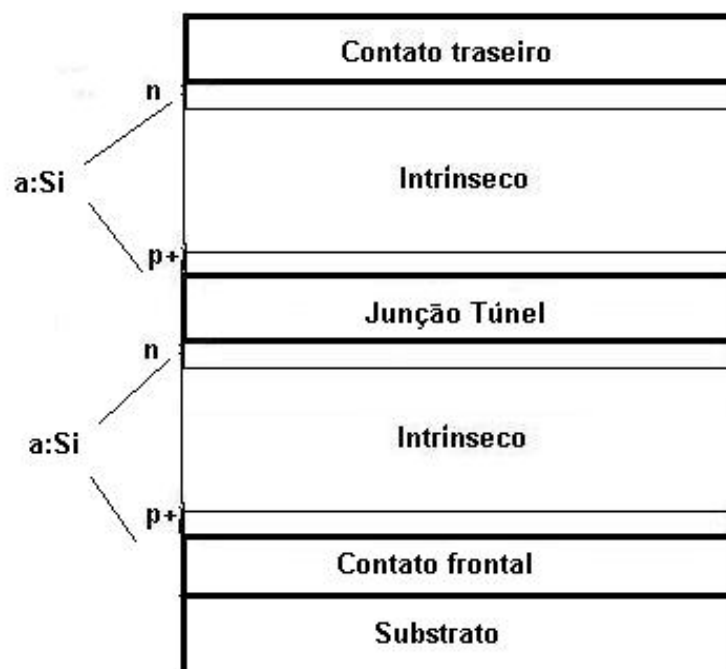 Contato traseiro
n
Intrínseco
a:Si
p+
Junção Túnel
n
Intrínseco
a:Si
p+
Contato frontal
Substrato